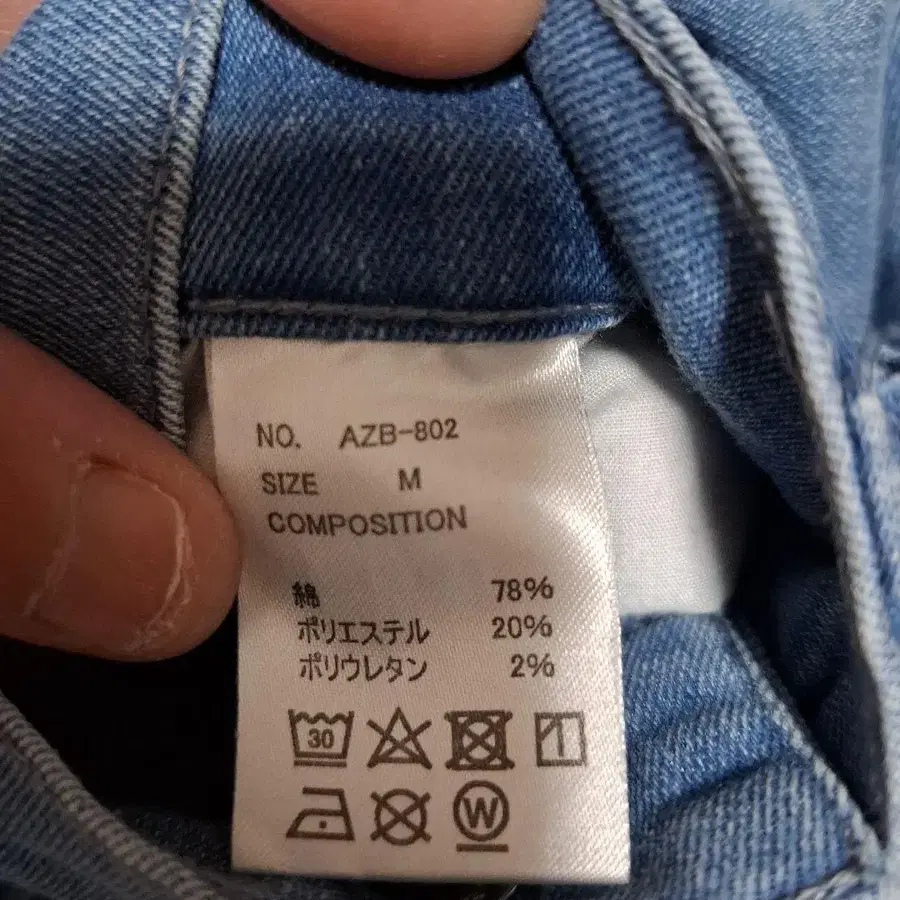 NO. AZB-802
SIZE M
COMPOSITION
綿 78%
ポリエステル 20%
ポリウレタン 2%
30
W